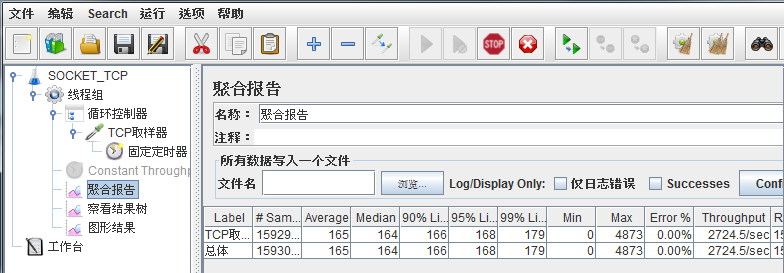 文件 编辑 Search 运行 选项 帮助
STOP
SOCKET_TCP
线程组
循环控制器
TCP取样器
固定定时器
Constant Throughp
聚合报告
察看结果树
图形结果
工作台
聚合报告
名称： 聚合报告
注释：
所有数据写入一个文件
文件名 浏览... Log/Display Only: 仅日志错误 Successes Conf
Label # Sam... Average Median 90% Li... 95% Li... 99% Li... Min Max Error % Throughput
TCP取... 15929... 165 164 166 168 179 0 4873 0.00% 2724.5/sec
总体 15930... 165 164 166 168 179 0 4873 0.00% 2724.5/sec